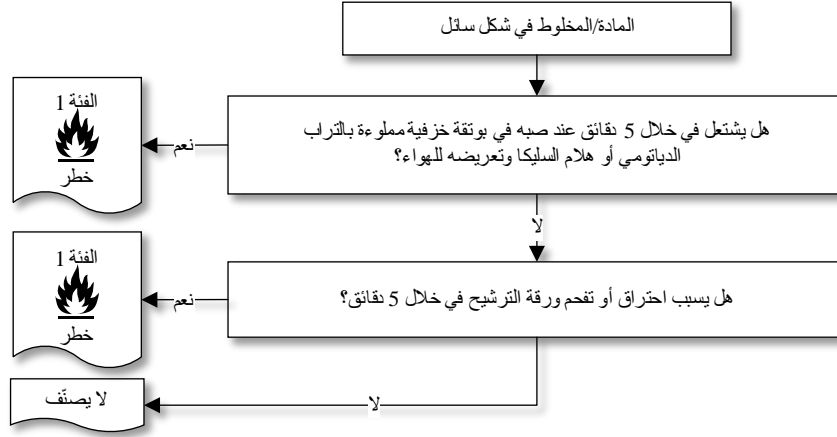 المادة/المخلوط في شكل سائل
هل يشتعل في خلال 5 دقائق عند صبه في بوتقة خزفية مملوءة بالتراب
الدياتومي أو هلام السليكا وتعريضه للهواء؟
نعم
الفئة 1
خطر
لا
هل يسبب احتراق أو تفحم ورقة الترشيح في خلال 5 دقائق؟
نعم
الفئة 1
خطر
لا
لا يصنّف